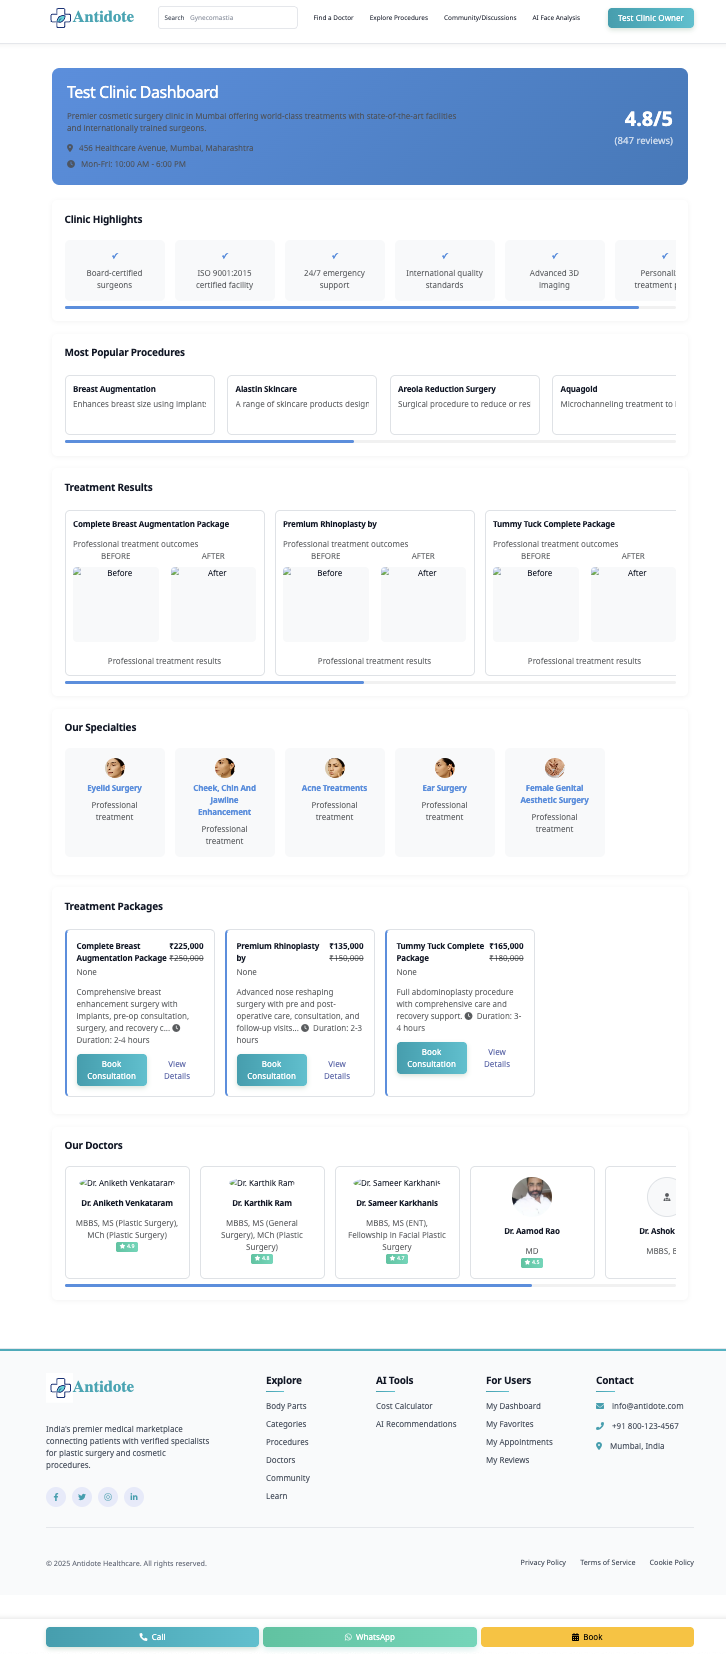 Antidote
Search Gynecomastia
Find a Doctor
Explore Procedures
Community/Discussions
AI Face Analysis
Test Clinic Owner
Test Clinic Dashboard
Premier cosmetic surgery clinic in Mumbai offering world-class treatments with state-of-the-art facilities
and internationally trained surgeons.
456 Healthcare Avenue, Mumbai, Maharashtra
Mon-Fri: 10:00 AM - 6:00 PM
4.8/5
(847 reviews)
Clinic Highlights
✓
Board-certified
surgeons
✓
ISO 9001:2015
certified facility
✓
24/7 emergency
support
✓
International quality
standards
✓
Advanced 3D
imaging
✓
Personali
treatment p
Most Popular Procedures
Breast Augmentation
Enhances breast size using implants
Alastin Skincare
A range of skincare products design
Areola Reduction Surgery
Surgical procedure to reduce or res
Aquagold
Microchanneling treatment to i
Treatment Results
Complete Breast Augmentation Package
Professional treatment outcomes
BEFORE
AFTER
Before
After
Professional treatment results
Premium Rhinoplasty by
Professional treatment outcomes
BEFORE
AFTER
Before
After
Professional treatment results
Tummy Tuck Complete Package
Professional treatment outcomes
BEFORE
AFTER
Before
After
Professional treatment results
Our Specialties
Eyelid Surgery
Professional
treatment
Cheek, Chin And
Jawline
Enhancement
Professional
treatment
Acne Treatments
Professional
treatment
Ear Surgery
Professional
treatment
Female Genital
Aesthetic Surgery
Professional
treatment
Treatment Packages
Complete Breast ₹225,000
Augmentation Package ₹250,000
None
Comprehensive breast
enhancement surgery with
implants, pre-op consultation,
surgery, and recovery c...
Duration: 2-4 hours
Book
Consultation
View
Details
Premium Rhinoplasty ₹135,000
by ₹150,000
None
Advanced nose reshaping
surgery with pre and post-
operative care, consultation, and
follow-up visits... Duration: 2-3
hours
Book
Consultation
View
Details
Tummy Tuck Complete ₹165,000
Package ₹180,000
None
Full abdominoplasty procedure
with comprehensive care and
recovery support. Duration: 3-
4 hours
Book
Consultation
View
Details
Our Doctors
Dr. Aniketh Venkataram
Dr. Aniketh Venkataram
MBBS, MS (Plastic Surgery),
MCh (Plastic Surgery)
4.9
Dr. Karthik Ram
Dr. Karthik Ram
MBBS, MS (General
Surgery), MCh (Plastic
Surgery)
4.8
Dr. Sameer Karkhanis
Dr. Sameer Karkhanis
MBBS, MS (ENT),
Fellowship in Facial Plastic
Surgery
4.7
Dr. Aamod Rao
MD
4.5
Dr. Ashok
MBBS, 
Antidote
India's premier medical marketplace
connecting patients with verified specialists
for plastic surgery and cosmetic
procedures.
Explore
Body Parts
Categories
Procedures
Doctors
Community
Learn
AI Tools
Cost Calculator
AI Recommendations
For Users
My Dashboard
My Favorites
My Appointments
My Reviews
Contact
info@antidote.com
+91 800-123-4567
Mumbai, India
© 2025 Antidote Healthcare. All rights reserved.
Privacy Policy
Terms of Service
Cookie Policy
Call
WhatsApp
Book